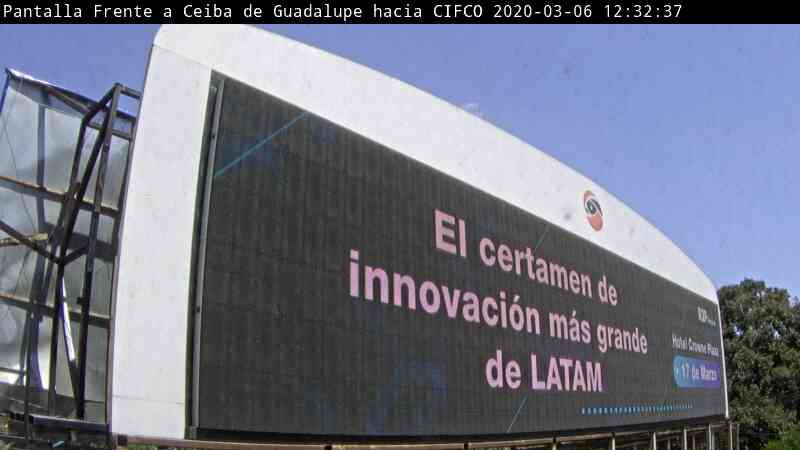 Pantalla Frente a Ceiba de Guadalupe hacia CIFCO 2020-03-06 12:32:37
El certamen de
innovación más grande
de LATAM
Hotel Crowne Plaza
17 de Marzo